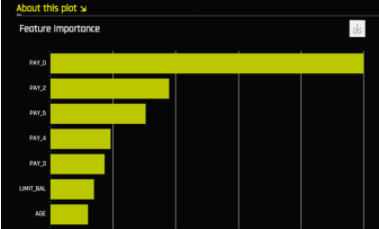 About this plot ↘
Feature Importance
PAY_0
PAY_2
PAY_5
PAY_4
PAY_3
LIMIT_BAL
AGE